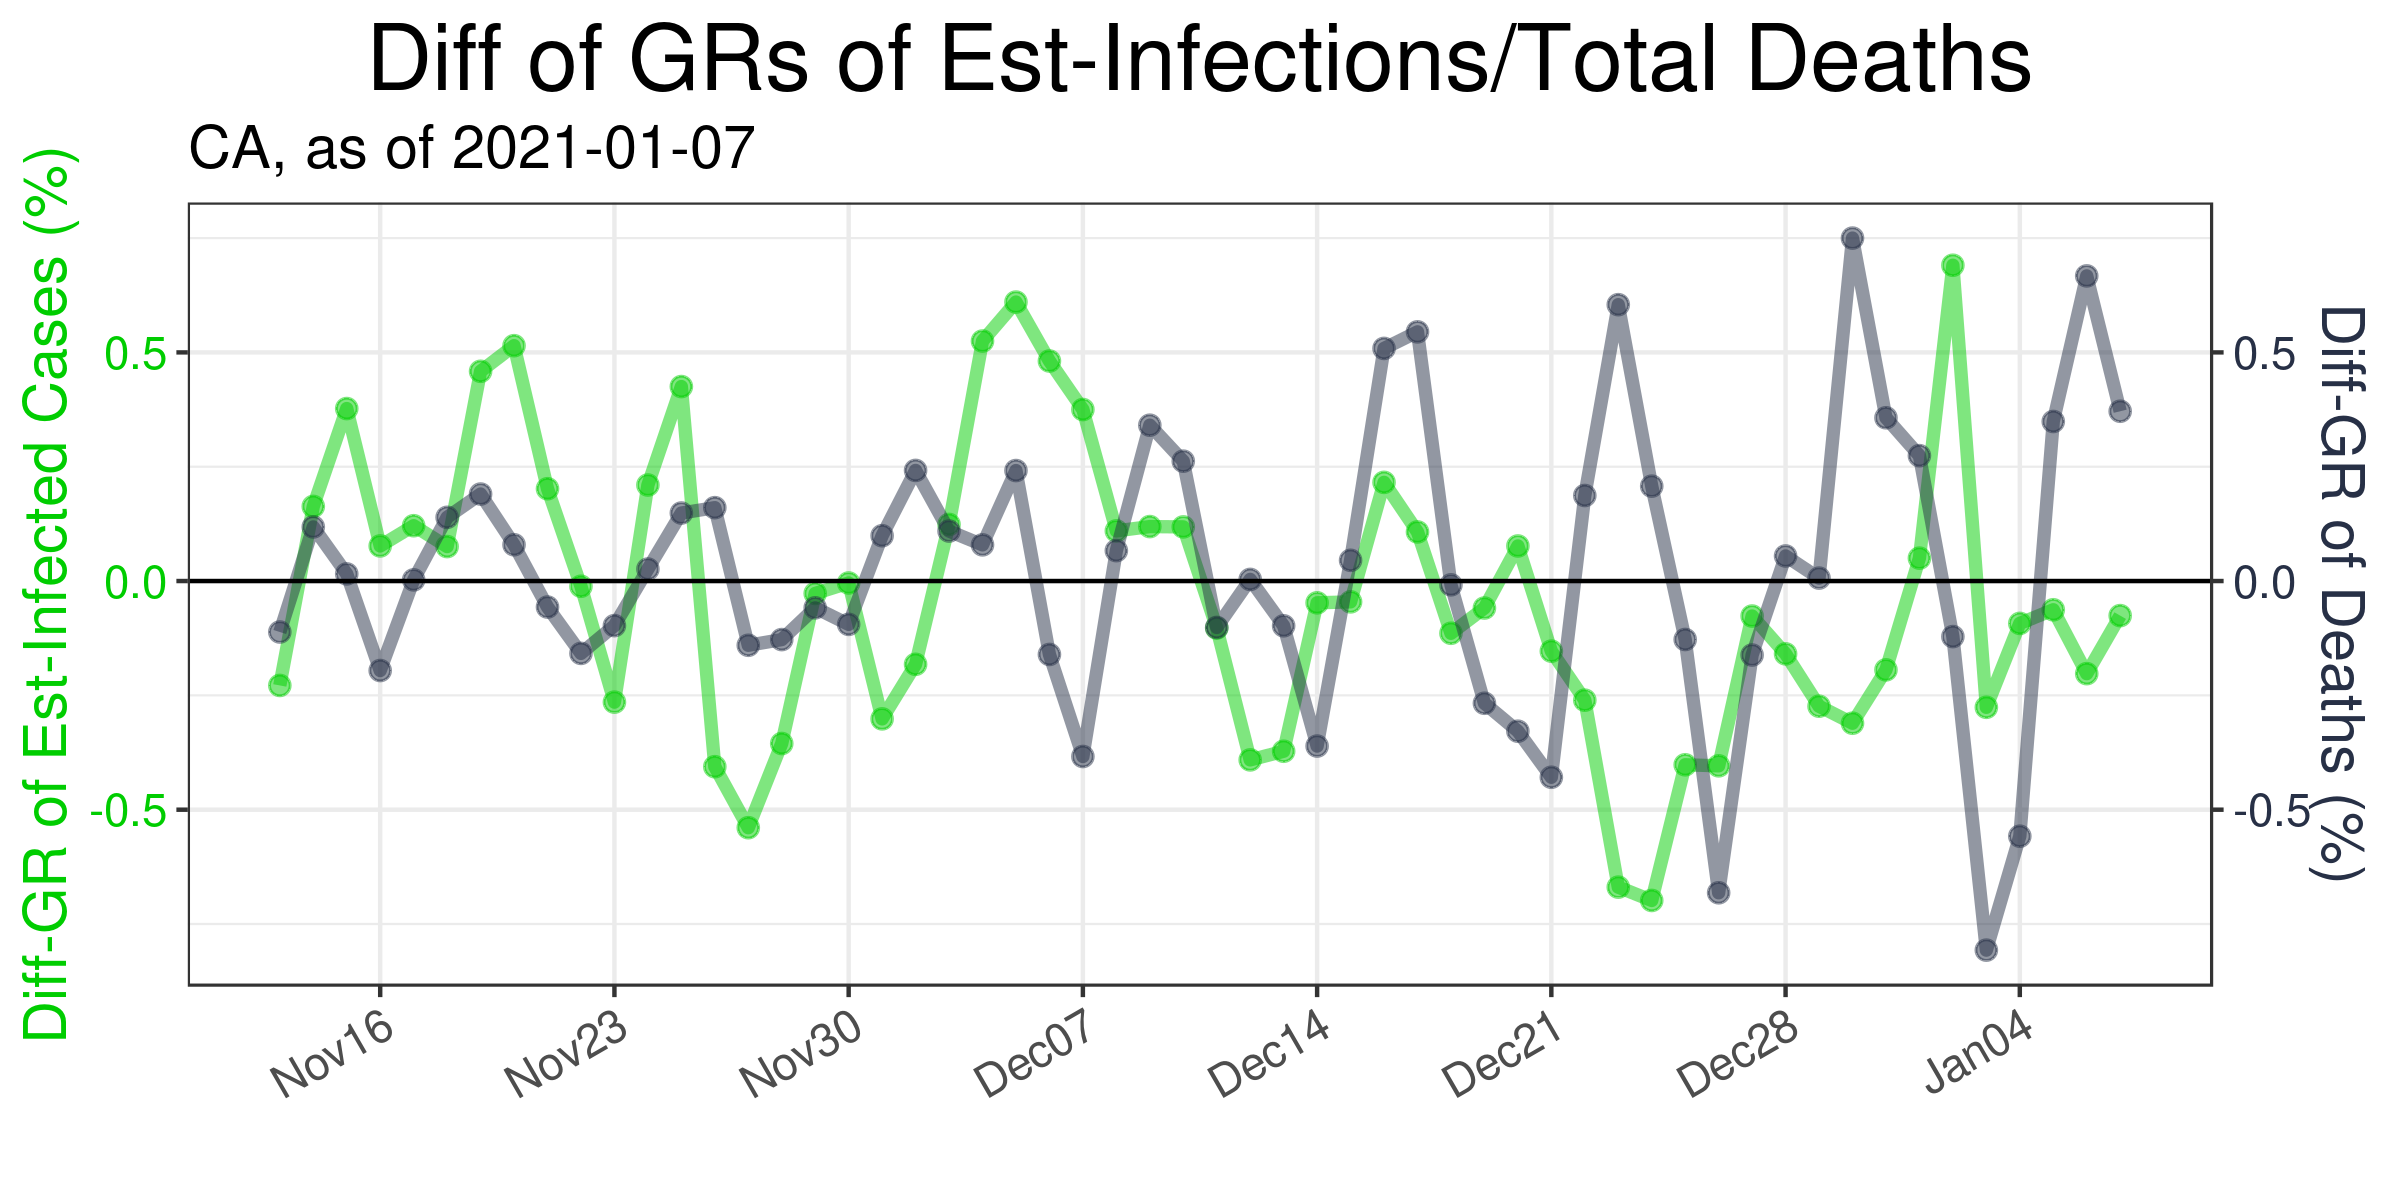 Diff of GRs of Est-Infections/Total Deaths
CA, as of 2021-01-07
Diff-GR of Est-Infected Cases (%)
0.5
0.0
-0.5
0.5
0.0
-0.5
Diff-GR of Deaths (%)
Nov16
Nov23
Nov30
Dec07
Dec14
Dec21
Dec28
Jan04